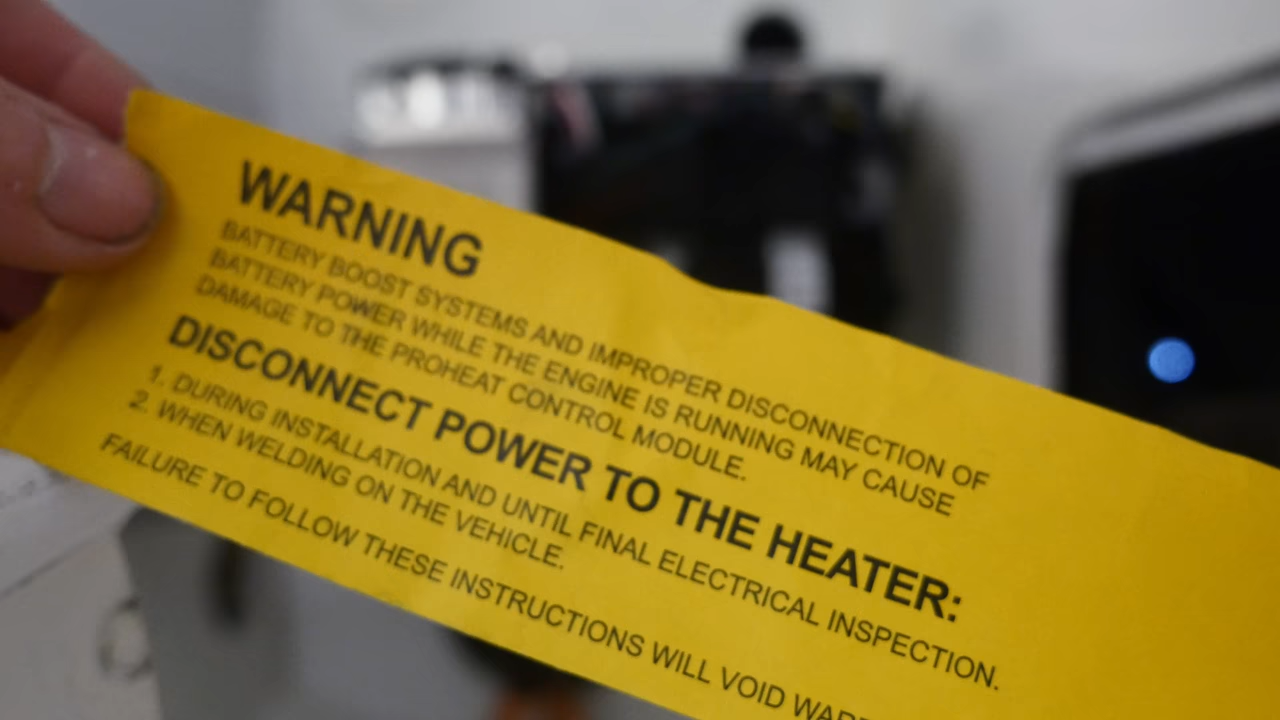 WARNING
BATTERY BOOST SYSTEMS AND IMPROPER DISCONNECTION OF
BATTERY POWER WHILE THE ENGINE IS RUNNING MAY CAUSE
DAMAGE TO THE PROHEAT CONTROL MODULE.
DISCONNECT POWER TO THE HEATER:
1. DURING INSTALLATION AND UNTIL FINAL ELECTRICAL INSPECTION.
2. WHEN WELDING ON THE VEHICLE.
FAILURE TO FOLLOW THESE INSTRUCTIONS WILL VOID